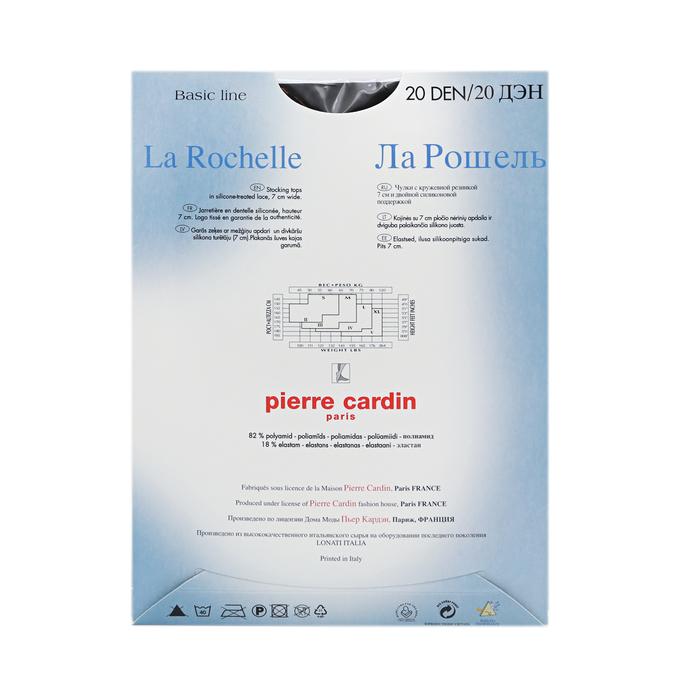 Basic line
20 DEN/20 ДЭН
La Rochelle
Ла Рошель
EN Stocking tops
in silicone-treated lace, 7 cm wide.
FR Jarretière en dentelle siliconée, hauteur
7 cm. Logo tissé en garantie de la authenticité.
LV Garās zeķes ar mežģīņu apdari un divkāršu
silikona turētāju (7 cm).Plakanās šuves kojas
garumā.
RU Чулки с кружевной резинкой
7 см и двойной силиконовой
поддержкой
LT Kojinės su 7 cm pločio nėrinių apdaila ir
dviguba palaikančia silikono juosta.
EE Elastsed, ilusa silikoonpitsiga sukad.
Pits 7 cm.
ВЕС•PESO KG
S M L XL
II III IV V
WEIGHT LBS
pierre cardin
paris
82 % polyamid - poliamīds - poliamidas - polüamiidi - полиамид
18 % elastam - elastans - elastanas - elastaani - эластан
Fabriqués sous licence de la Maison Pierre Cardin, Paris FRANCE
Produced under license of Pierre Cardin fashion house, Paris FRANCE
Произведено по лицензии Дома Моды Пьер Кардэн, Париж, ФРАНЦИЯ
Произведено из высококачественного итальянского сырья на оборудовании последнего поколения
LONATI ITALIA
Printed in Italy
40
P